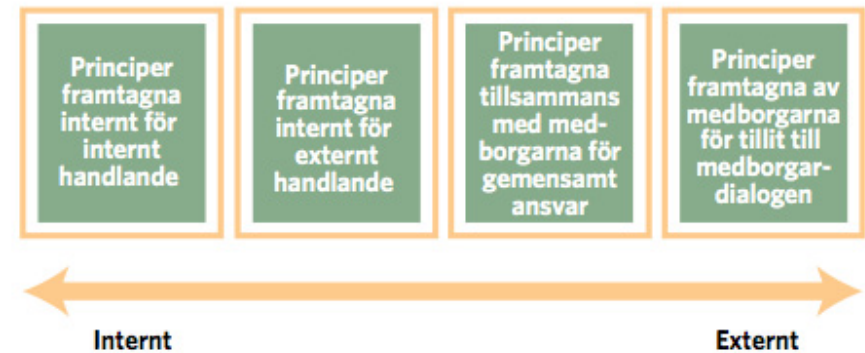 Principer
framtagna
internt för
internt
handlande
Principer
framtagna
internt för
externt
handlande
Principer
framtagna
tillsammans
med med-
borgarna för
gemensamt
ansvar
Principer
framtagna av
medborgarna
för tillit till
medborgar-
dialogen
Internt
Externt